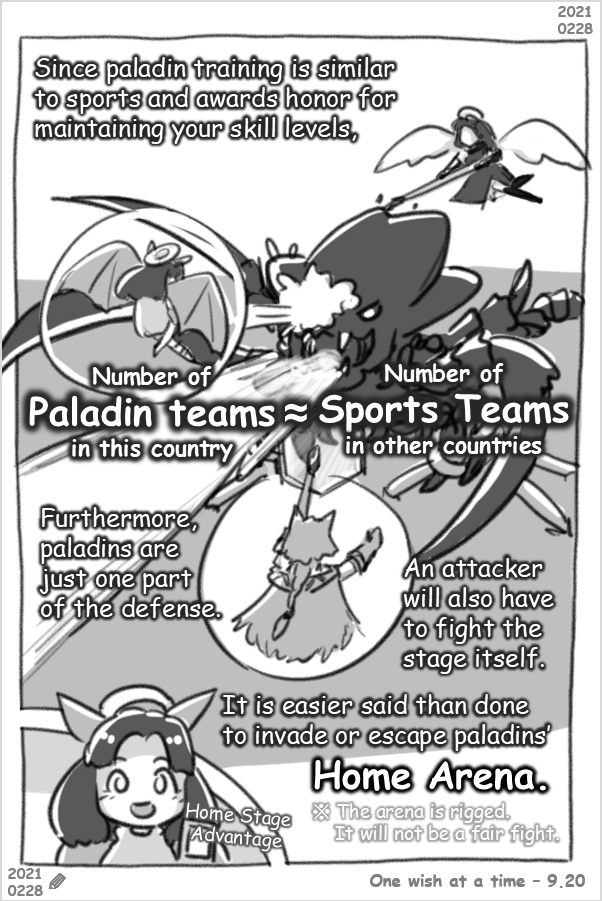 2021
0228
Since paladin training is similar
to sports and awards honor for
maintaining your skill levels,
Number of
Paladin teams
in this country
≈
Number of
Sports Teams
in other countries
Furthermore,
paladins are
just one part
of the defense.
An attacker
will also have
to fight the
stage itself.
It is easier said than done
to invade or escape paladins’
Home Arena.
※ The arena is rigged.
It will not be a fair fight.
Home Stage
Advantage
2021
0228
One wish at a time – 9.20